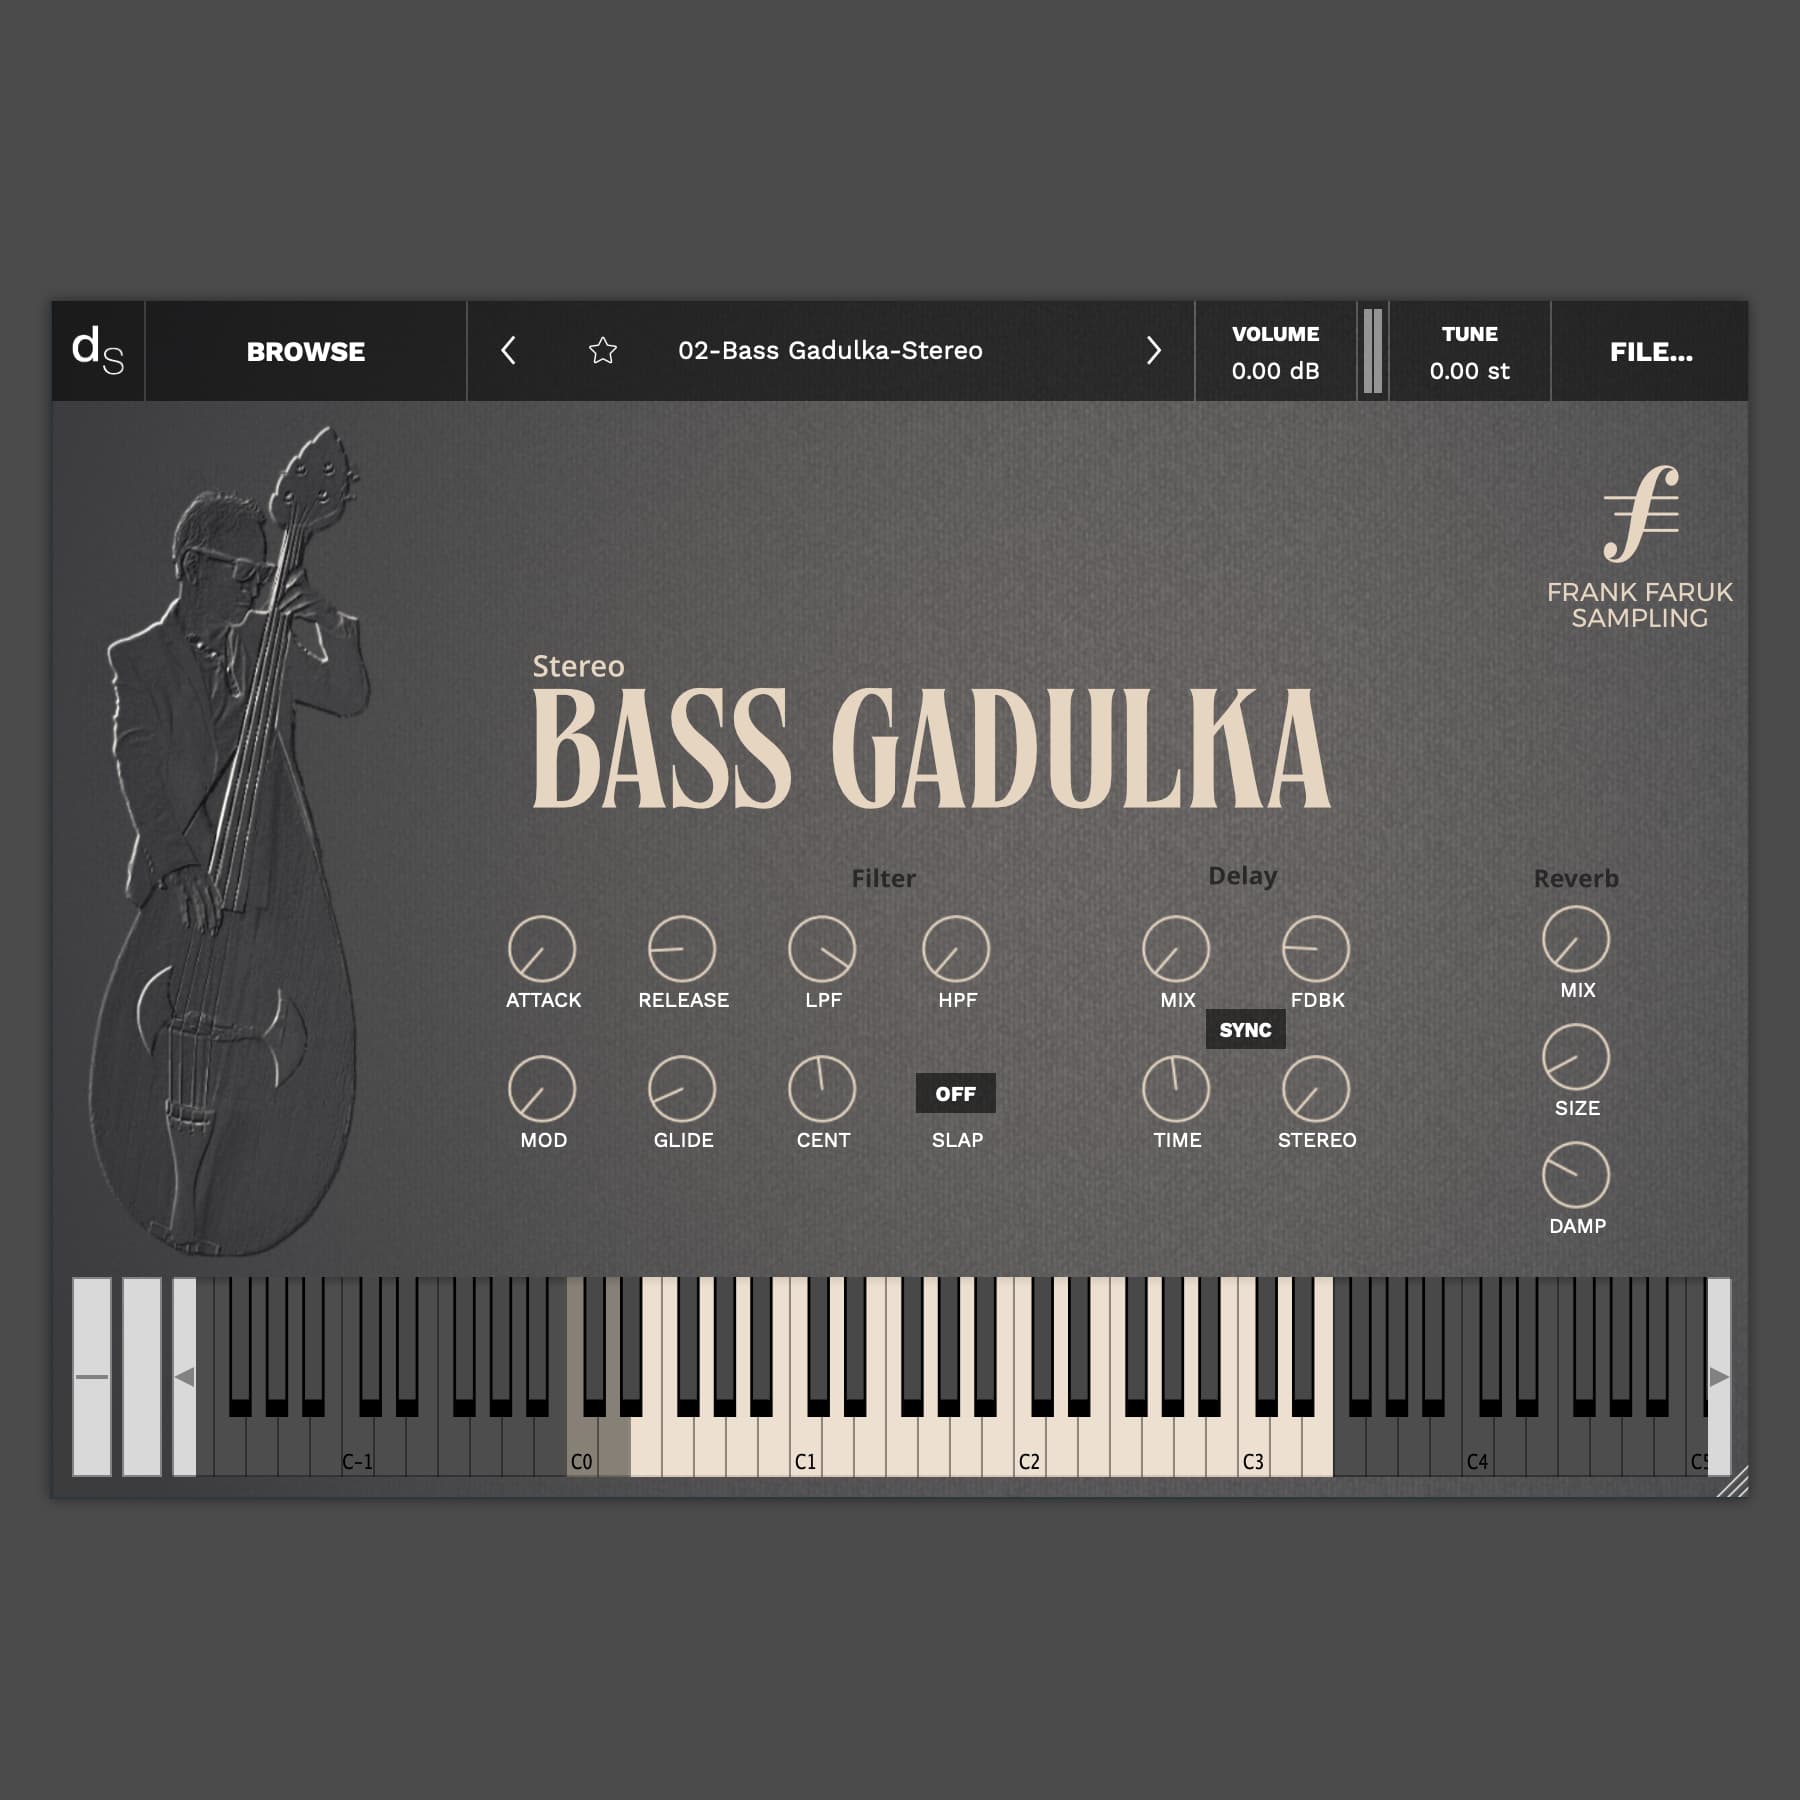 ds
BROWSE
02-Bass Gadulka-Stereo
VOLUME
0.00 dB
TUNE
0.00 st
FILE...
FRANK FARUK
SAMPLING
Stereo
BASS GADULKA
Filter
Delay
Reverb
ATTACK
RELEASE
LPF
HPF
MIX
FDBK
MIX
SYNC
OFF
MOD
GLIDE
CENT
SLAP
TIME
STEREO
SIZE
DAMP
C-1
C0
C1
C2
C3
C4
C5